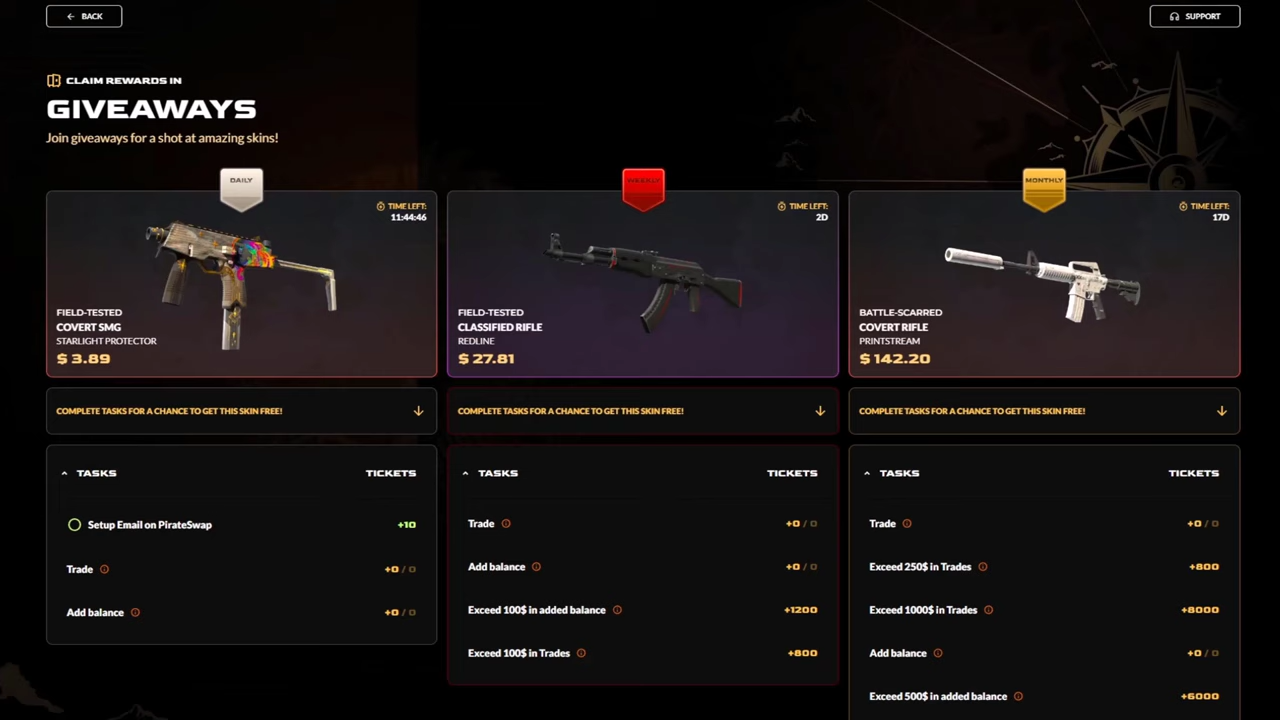 BACK
SUPPORT
CLAIM REWARDS IN
GIVEAWAYS
Join giveaways for a shot at amazing skins!
DAILY
TIME LEFT:
11:44:46
FIELD-TESTED
COVERT SMG
STARLIGHT PROTECTOR
$ 3.89
COMPLETE TASKS FOR A CHANCE TO GET THIS SKIN FREE!
TASKS TICKETS
Setup Email on PirateSwap +10
Trade +0 / 0
Add balance +0 / 0
WEEKLY
TIME LEFT:
2D
FIELD-TESTED
CLASSIFIED RIFLE
REDLINE
$ 27.81
COMPLETE TASKS FOR A CHANCE TO GET THIS SKIN FREE!
TASKS TICKETS
Trade +0 / 0
Add balance +0 / 0
Exceed 100$ in added balance +1200
Exceed 100$ in Trades +800
MONTHLY
TIME LEFT:
17D
BATTLE-SCARRED
COVERT RIFLE
PRINTSTREAM
$ 142.20
COMPLETE TASKS FOR A CHANCE TO GET THIS SKIN FREE!
TASKS TICKETS
Trade +0 / 0
Exceed 250$ in Trades +800
Exceed 1000$ in Trades +8000
Add balance +0 / 0
Exceed 500$ in added balance +6000